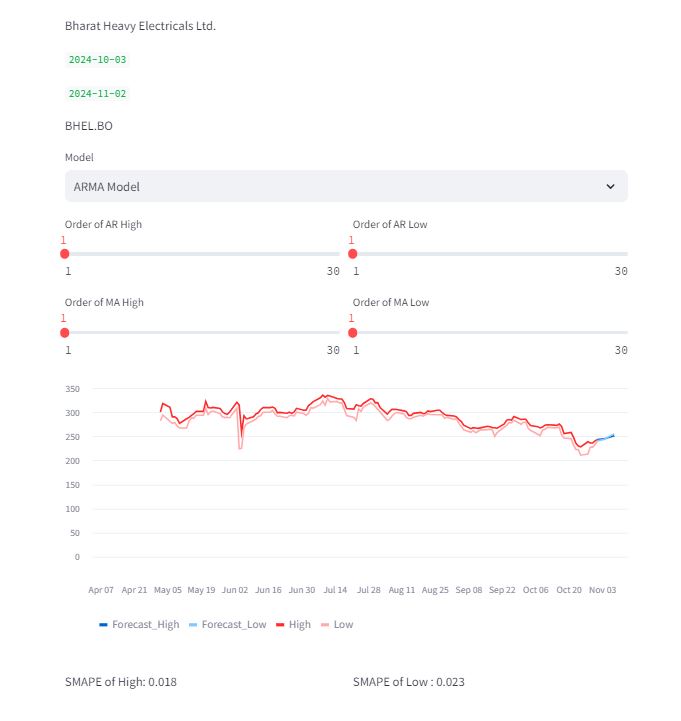 Bharat Heavy Electricals Ltd.
2024-10-03
2024-11-02
BHEL.BO
Model
ARMA Model
Order of AR High
Order of AR Low
1
1
1 30
1 30
Order of MA High
Order of MA Low
1
1
1 30
1 30
350
300
250
200
150
100
50
0
Apr 07 Apr 21 May 05 May 19 Jun 02 Jun 16 Jun 30 Jul 14 Jul 28 Aug 11 Aug 25 Sep 08 Sep 22 Oct 06 Oct 20 Nov 03
Forecast_High Forecast_Low High Low
SMAPE of High: 0.018
SMAPE of Low : 0.023